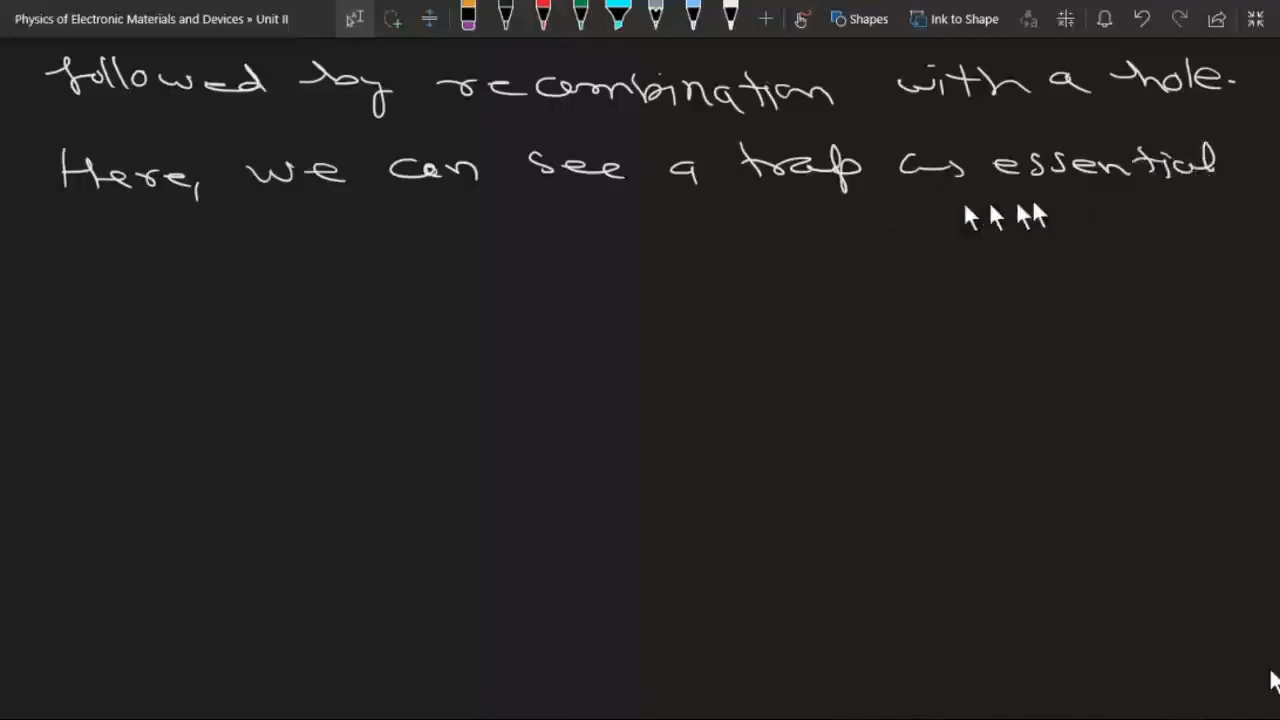 Physics of Electronic Materials and Devices » Unit II
Shapes
Ink to Shape
followed by recombination with a hole.
Here, we can see a trap as essential